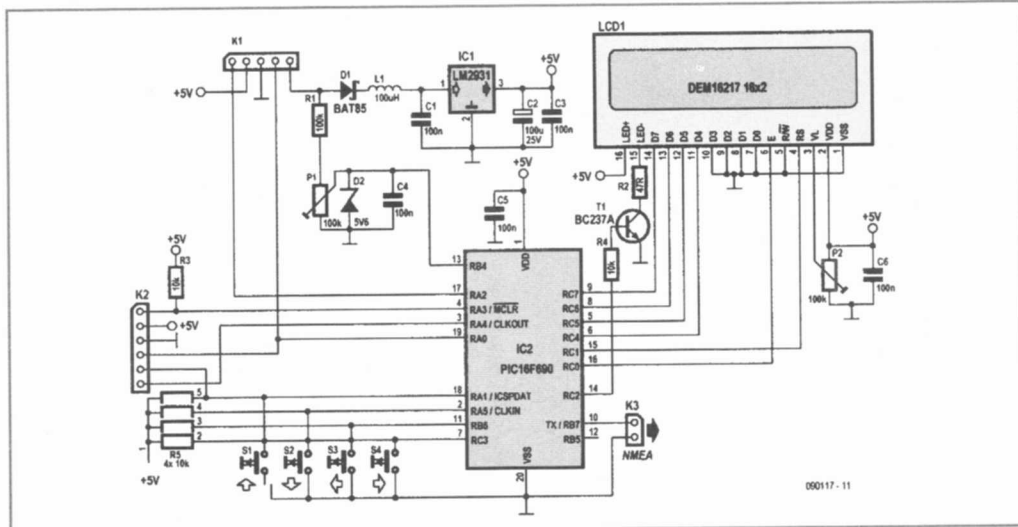 LCD1
K1
IC1
+5V
LM2931
D1
L1
+5V
DEM16217 16x2
BAT85
100uH
1
3
R1
100k
C1
100n
2
C2
100u
25V
C3
100n
LED+
LED-
D7
D6
D5
D4
D3
D2
D1
D0
E
R/W
RS
VL
VDD
VSS
16
15
14
13
12
11
10
9
8
7
6
5
4
3
2
1
+5V
R2
47R
P1
100k
D2
5V6
C4
100n
+5V
C5
100n
T1
BC237A
R4
10k
+5V
P2
100k
C6
100n
+5V
R3
10k
K2
+5V
1
VDD
13 RB4
17 RA2
4 RA3 / MCLR
3 RA4 / CLKOUT
19 RA0
IC2
PIC16F690
18 RA1 / ICSPDAT
2 RA5 / CLKIN
11 RB6
7 RC3
RC7 9
RC6 8
RC5 5
RC4 6
RC1 15
RC0 16
RC2 14
TX / RB7 10
RB5 12
VSS
20
K3
NMEA
5
4
3
2
1
R5
4x 10k
+5V
S1
S2
S3
S4
090117 - 11